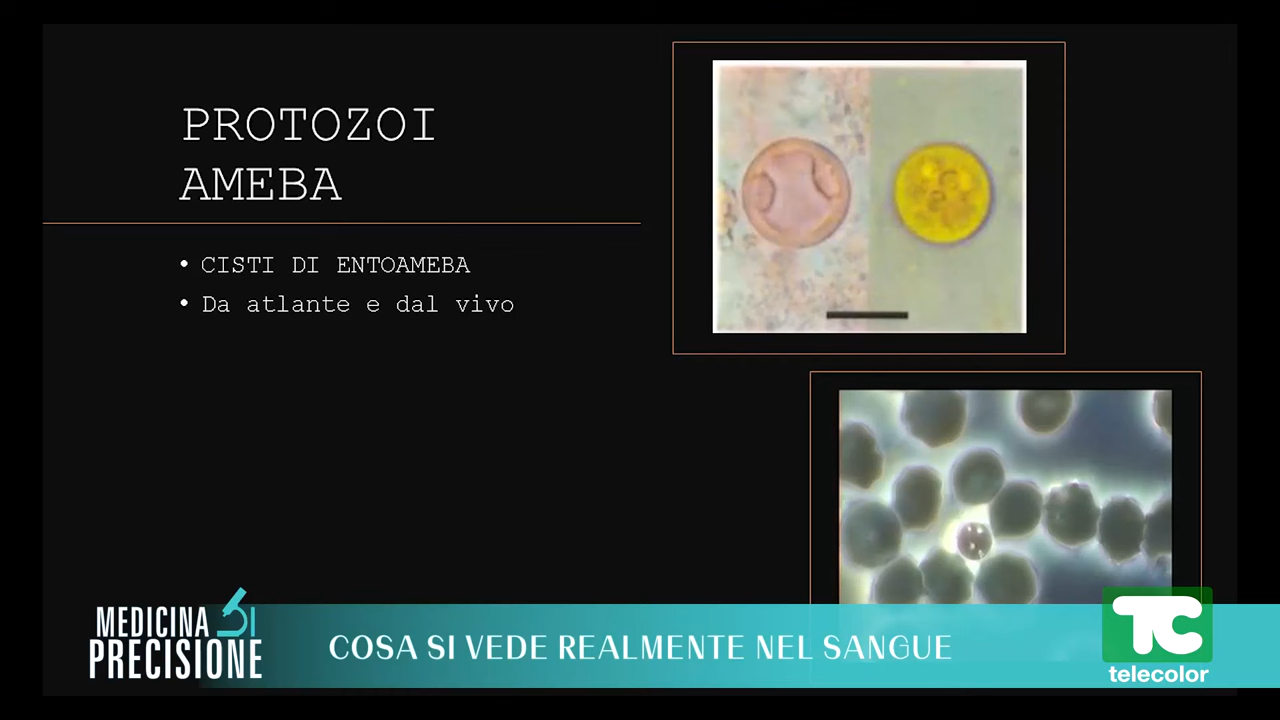 PROTOZOI
AMEBA
• CISTI DI ENTOAMEBA
• Da atlante e dal vivo
MEDICINA DI
PRECISIONE
COSA SI VEDE REALMENTE NEL SANGUE
TC
telecolor